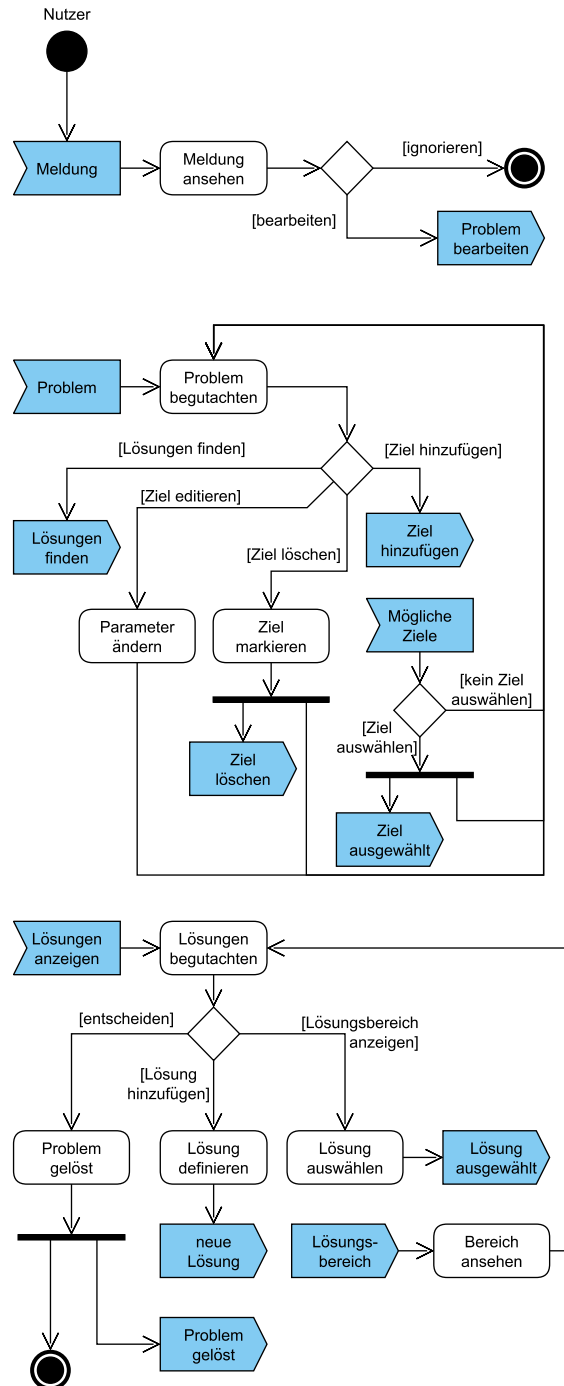 Nutzer
Meldung
Meldung
ansehen
[ignorieren]
[bearbeiten]
Problem
bearbeiten
Problem
Problem
begutachten
[Lösungen finden]
[Ziel hinzufügen]
[Ziel editieren]
Lösungen
finden
Ziel
hinzufügen
[Ziel löschen]
Parameter
ändern
Ziel
markieren
Mögliche
Ziele
[kein Ziel
auswählen]
[Ziel
auswählen]
Ziel
löschen
Ziel
ausgewählt
Lösungen
anzeigen
Lösungen
begutachten
[entscheiden]
[Lösungsbereich
anzeigen]
[Lösung
hinzufügen]
Problem
gelöst
Lösung
definieren
Lösung
auswählen
Lösung
ausgewählt
neue
Lösung
Lösungs-
bereich
Bereich
ansehen
Problem
gelöst